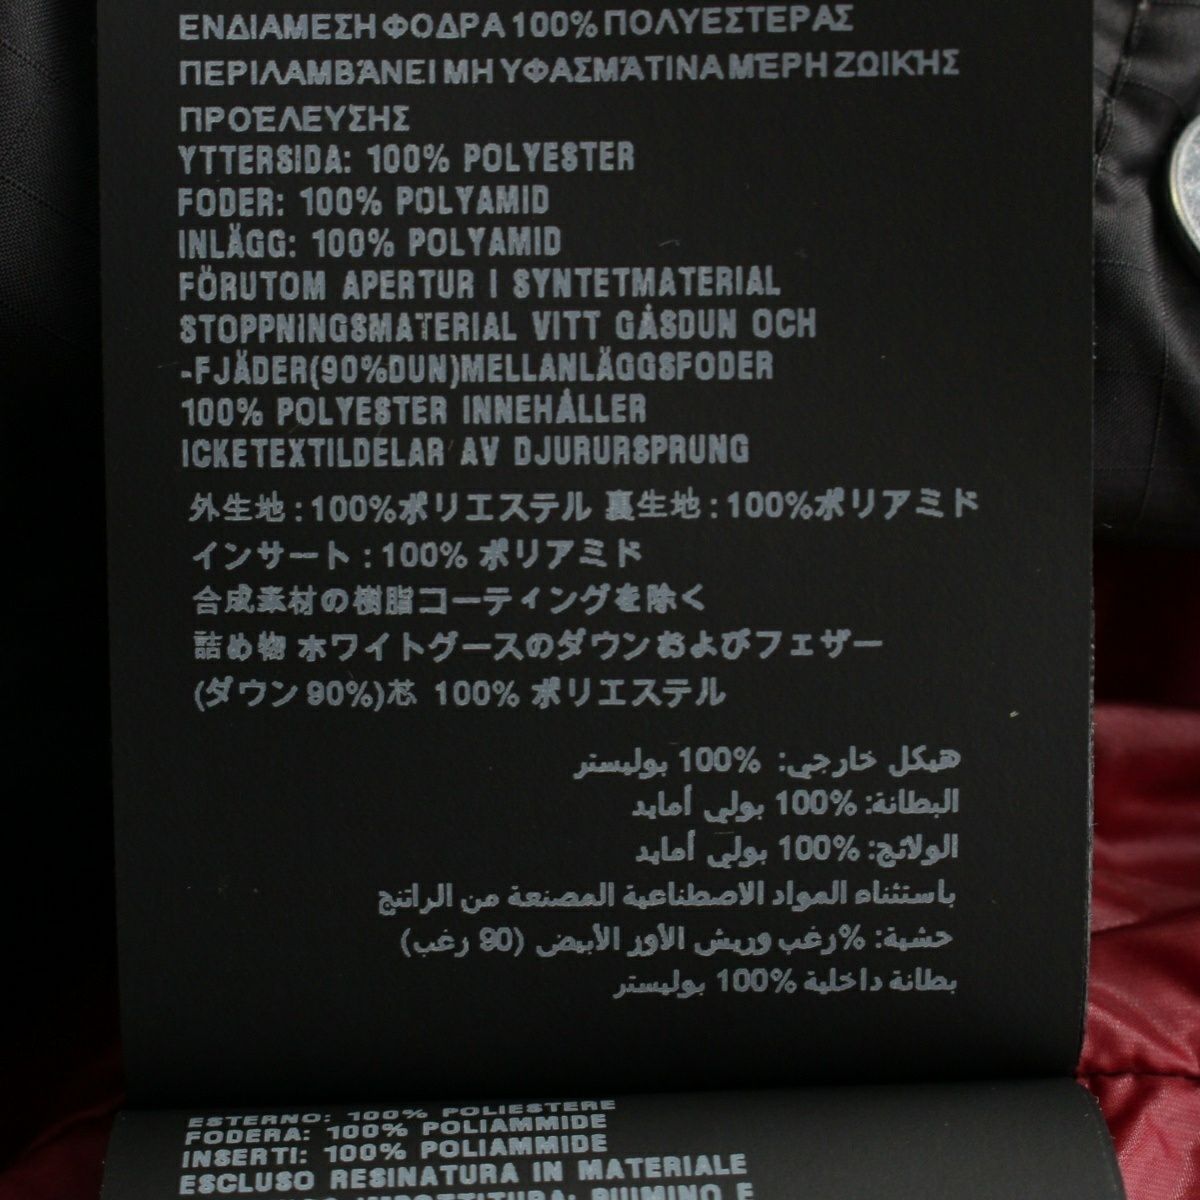 ΕΝΔΙΑΜΕΣΗ ΦΟΔΡΑ 100% ΠΟΛΥΕΣΤΕΡΑΣ
ΠΕΡΙΛΑΜΒΆΝΕΙ ΜΗ ΥΦΑΣΜΆΤΙΝΑ ΜΈΡΗ ΖΩΙΚΉΣ
ΠΡΟΈΛΕΥΣΗΣ
YTTERSIDA: 100% POLYESTER
FODER: 100% POLYAMID
INLÄGG: 100% POLYAMID
FÖRUTOM APERTUR I SYNTETMATERIAL
STOPPNINGSMATERIAL VITT GÅSDUN OCH
-FJÄDER(90%DUN)MELLANLÄGGSFODER
100% POLYESTER INNEHÅLLER
ICKETEXTILDELAR AV DJURURSPRUNG
外生地 : 100%ポリエステル 裏生地 : 100%ポリアミド
インサート : 100% ポリアミド
合成素材の樹脂コーティングを除く
詰め物 ホワイトグースのダウンおよびフェザー
(ダウン 90%)芯 100% ポリエステル
هيكل خارجي: 100% بوليستر
البطانة: 100% بولي أمايد
الولائج: 100% بولي أمايد
باستثناء المواد الاصطناعية المصنعة من الراتنج
حشية: %رغب وريش الأوز الأبيض (90 رغب)
بطانة داخلية 100% بوليستر
ESTERNO: 100% POLIESTERE
FODERA: 100% POLIAMMIDE
INSERTI: 100% POLIAMMIDE
ESCLUSO RESINATURA IN MATERIALE